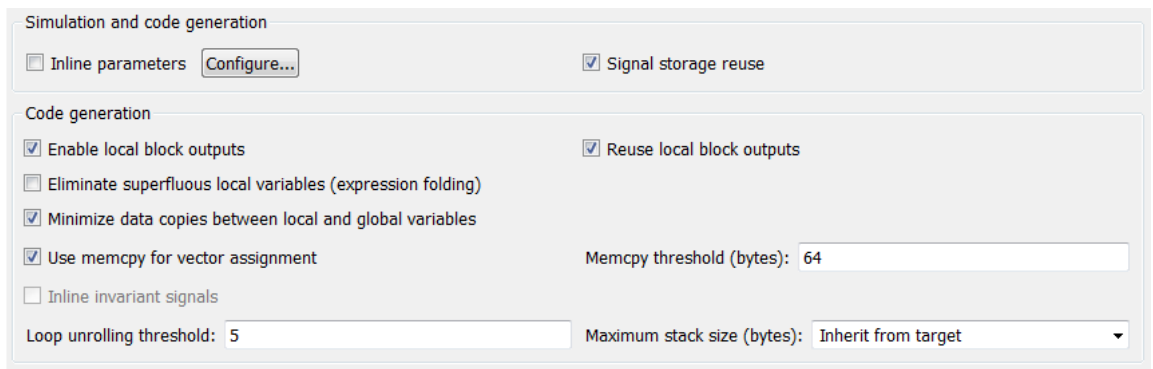 Simulation and code generation
Inline parameters Configure... Signal storage reuse
Code generation
Enable local block outputs Reuse local block outputs
Eliminate superfluous local variables (expression folding)
Minimize data copies between local and global variables
Use memcpy for vector assignment Memcpy threshold (bytes): 64
Inline invariant signals
Loop unrolling threshold: 5 Maximum stack size (bytes): Inherit from target